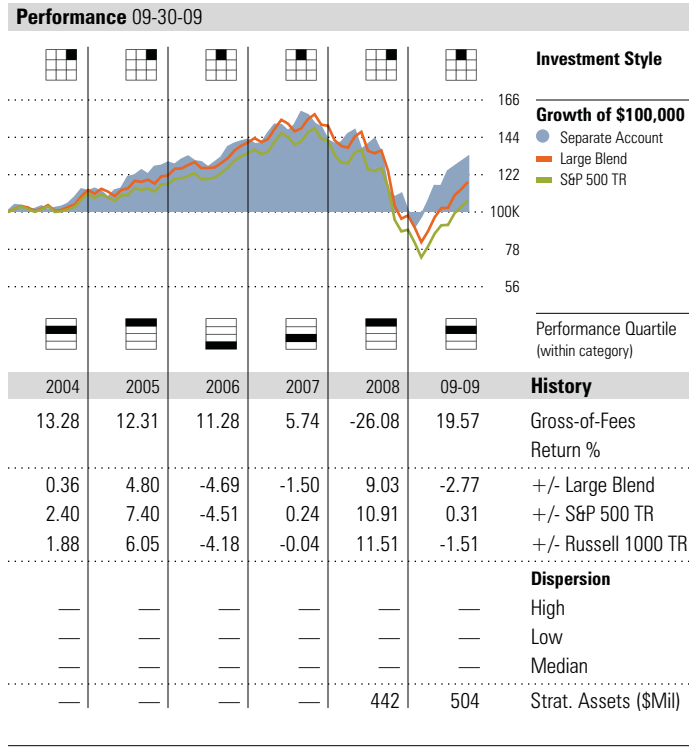 Performance 09-30-09
Investment Style
166
144
122
100K
78
56
Growth of $100,000
Separate Account
Large Blend
S&P 500 TR
Performance Quartile
(within category)
2004 2005 2006 2007 2008 09-09 History
13.28 12.31 11.28 5.74 -26.08 19.57 Gross-of-Fees
Return %
0.36 4.80 -4.69 -1.50 9.03 -2.77 +/- Large Blend
2.40 7.40 -4.51 0.24 10.91 0.31 +/- S&P 500 TR
1.88 6.05 -4.18 -0.04 11.51 -1.51 +/- Russell 1000 TR
Dispersion
— — — — — — High
— — — — — — Low
— — — — — — Median
— — — — 442 504 Strat. Assets ($Mil)